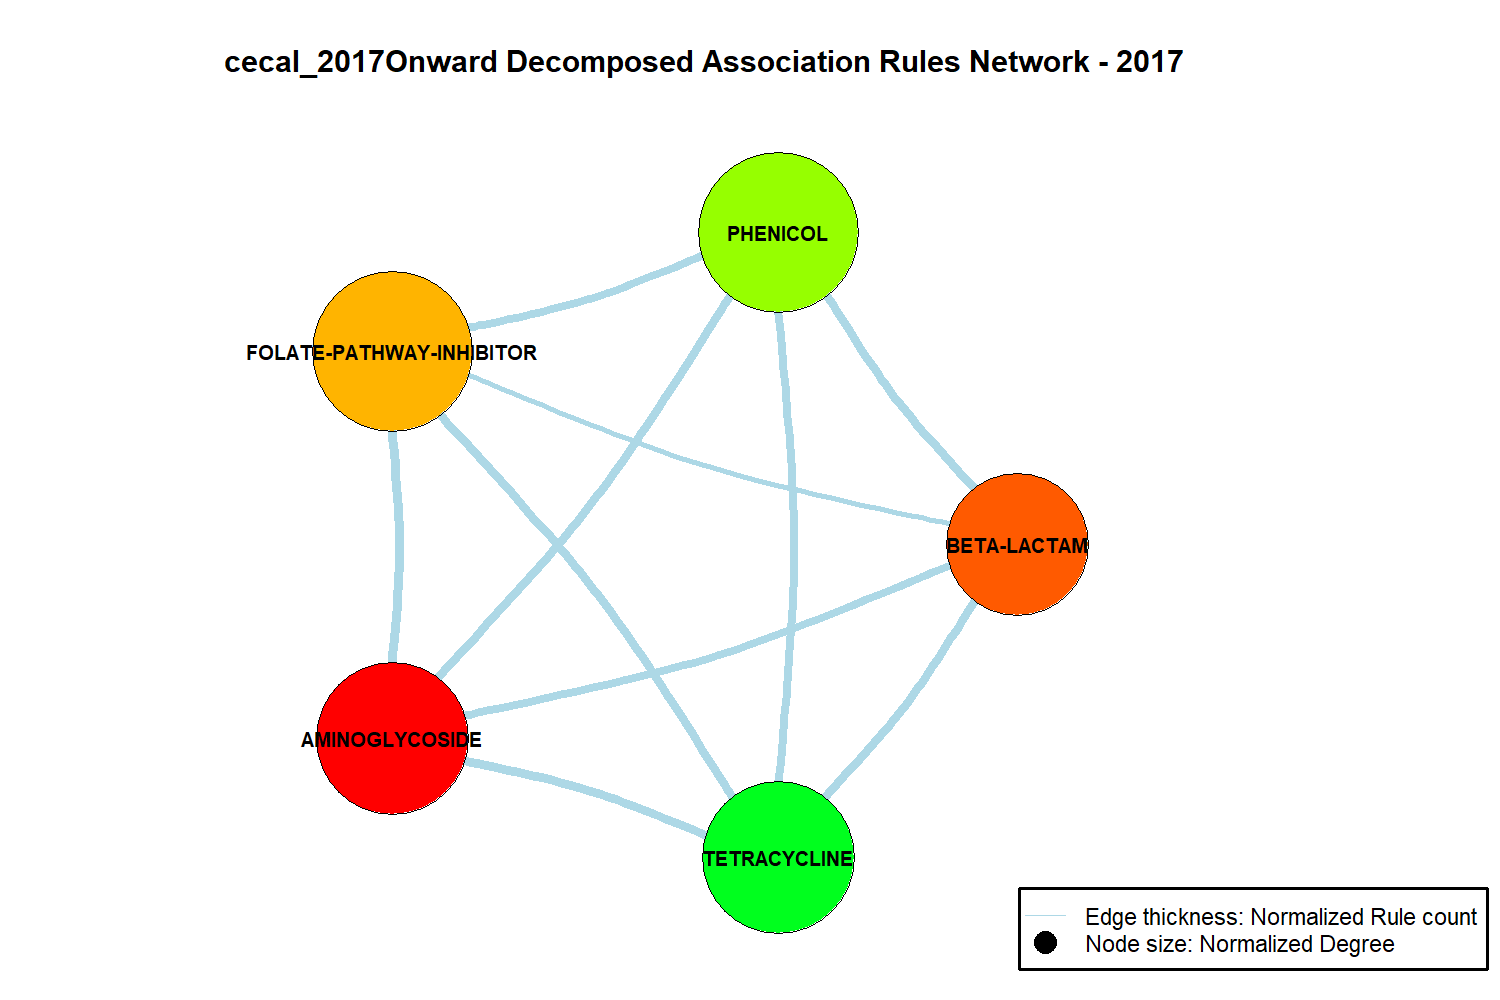 cecal_2017Onward Decomposed Association Rules Network - 2017
PHENICOL
FOLATE-PATHWAY-INHIBITOR
BETA-LACTAM
AMINOGLYCOSIDE
TETRACYCLINE
Edge thickness: Normalized Rule count
Node size: Normalized Degree